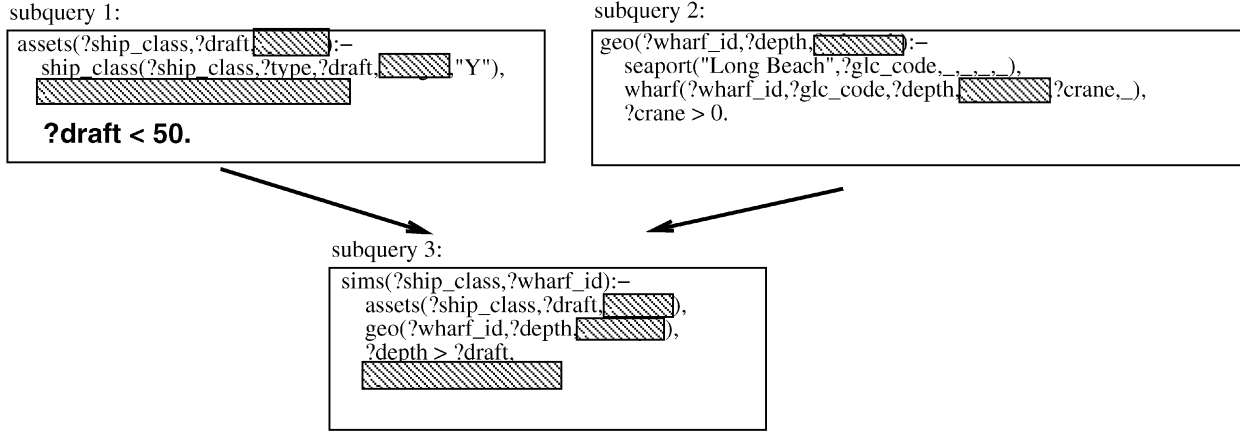 subquery 1:
assets(?ship_class,?draft, ):−
ship_class(?ship_class,?type,?draft, ,"Y"),
?draft < 50.
subquery 2:
geo(?wharf_id,?depth, ):−
seaport("Long Beach",?glc_code,_,_,_,_),
wharf(?wharf_id,?glc_code,?depth, ,?crane,_),
?crane > 0.
subquery 3:
sims(?ship_class,?wharf_id):−
assets(?ship_class,?draft, ),
geo(?wharf_id,?depth, ),
?depth > ?draft,